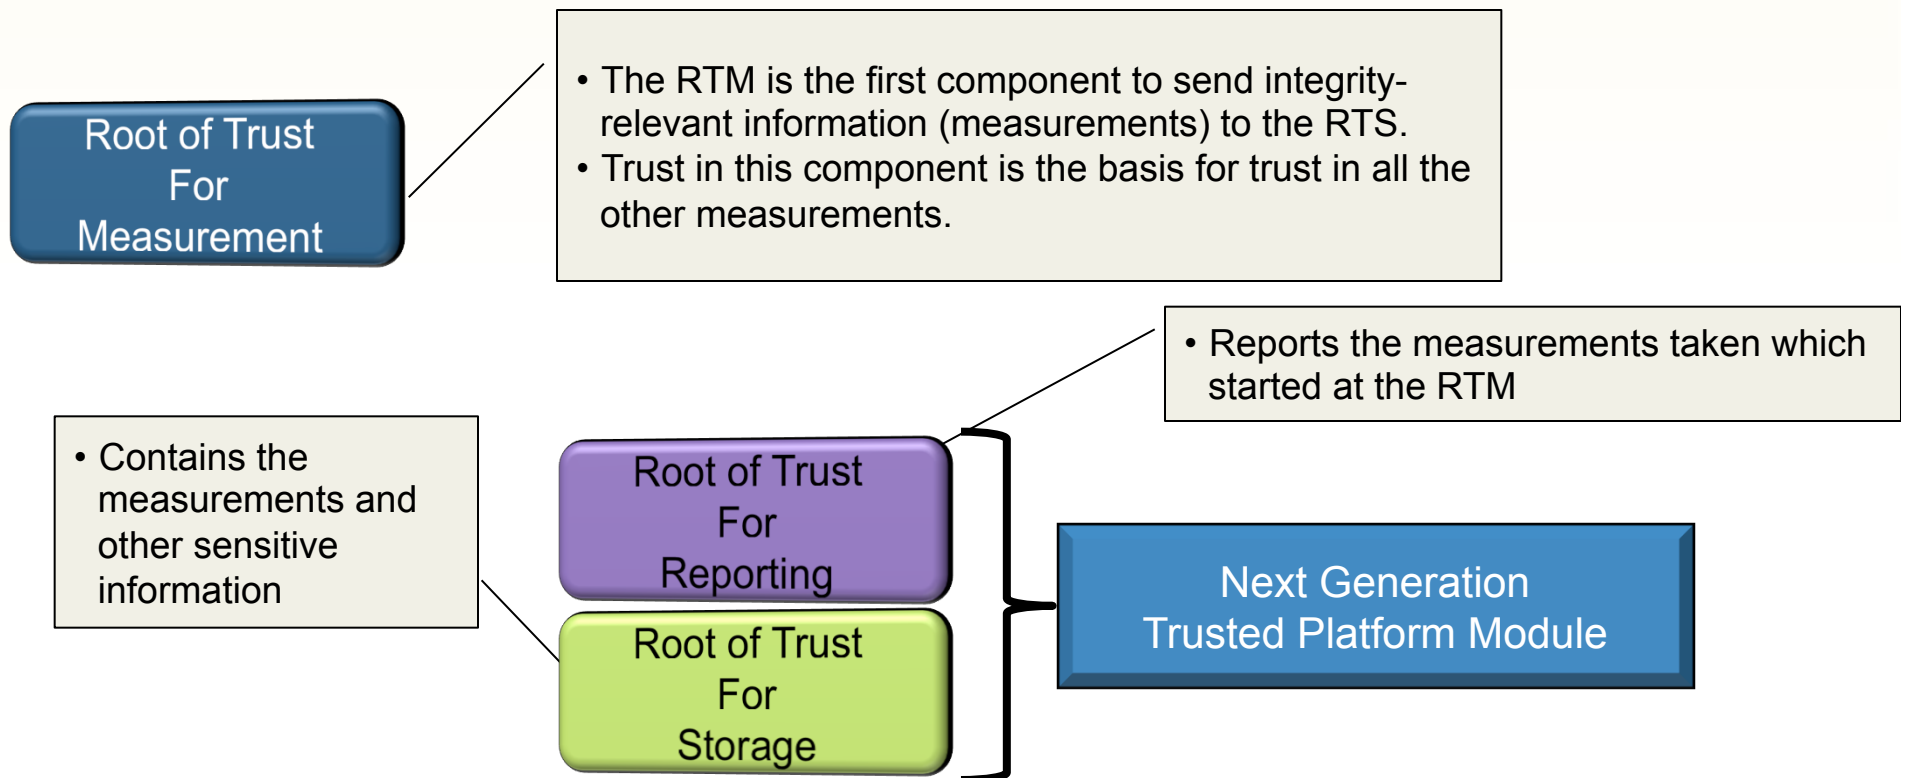 Root of Trust
For
Measurement
• The RTM is the first component to send integrity-
relevant information (measurements) to the RTS.
• Trust in this component is the basis for trust in all the
other measurements.
• Reports the measurements taken which
started at the RTM
• Contains the
measurements and
other sensitive
information
Root of Trust
For
Reporting
Root of Trust
For
Storage
Next Generation
Trusted Platform Module